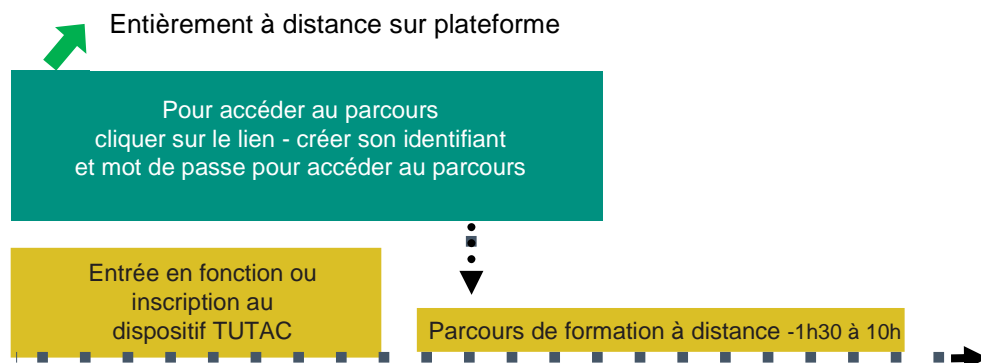 Entièrement à distance sur plateforme
Pour accéder au parcours
cliquer sur le lien - créer son identifiant
et mot de passe pour accéder au parcours
Entrée en fonction ou
inscription au
dispositif TUTAC
Parcours de formation à distance -1h30 à 10h